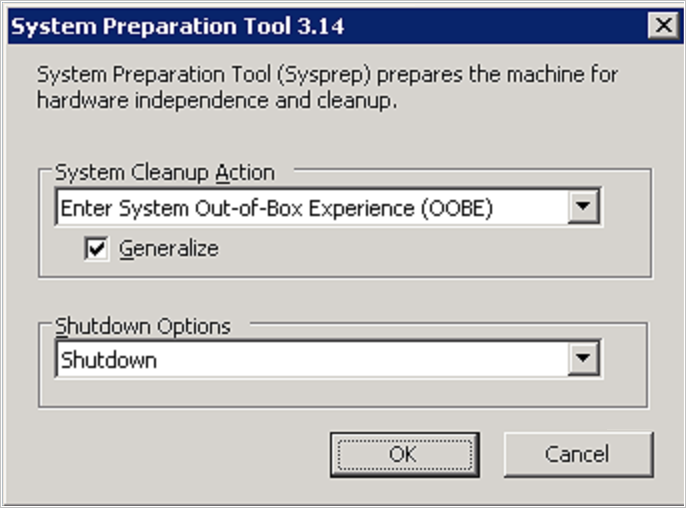 System Preparation Tool 3.14
System Preparation Tool (Sysprep) prepares the machine for
hardware independence and cleanup.
System Cleanup Action
Enter System Out-of-Box Experience (OOBE)
Generalize
Shutdown Options
Shutdown
OK
Cancel